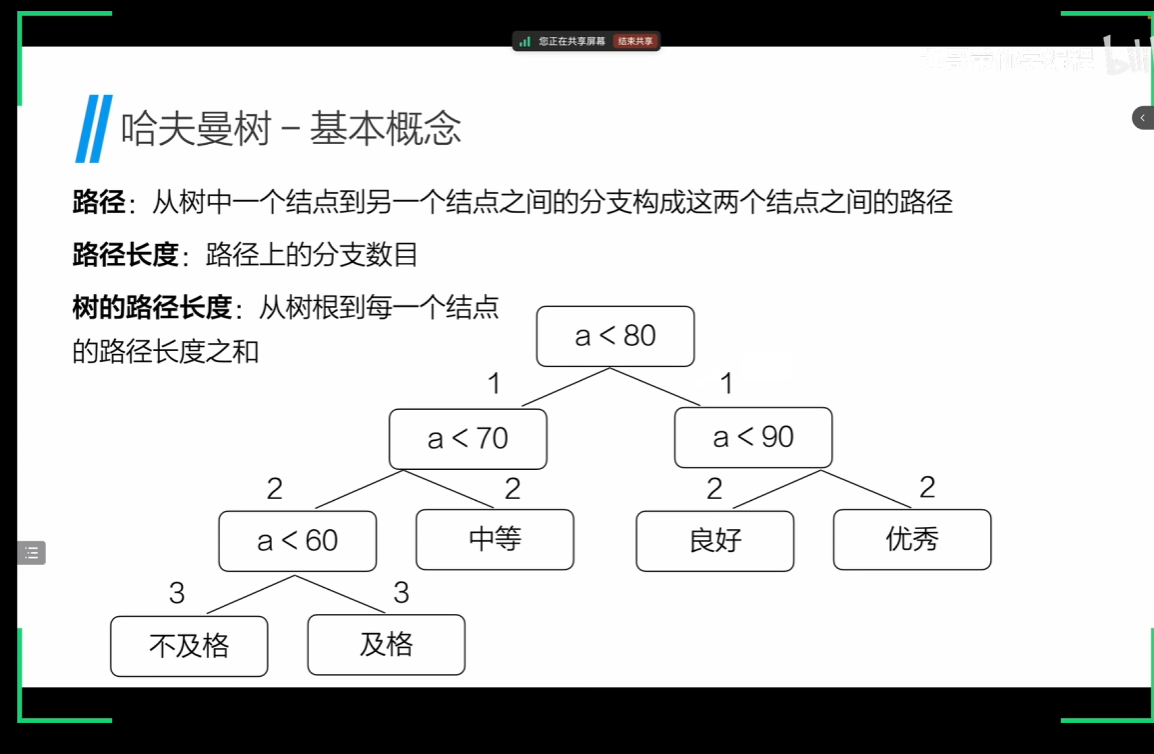 您正在共享屏幕 结束共享
哈夫曼树 – 基本概念
路径：从树中一个结点到另一个结点之间的分支构成这两个结点之间的路径
路径长度：路径上的分支数目
树的路径长度：从树根到每一个结点
的路径长度之和
a < 80
1 1
a < 70 a < 90
2 2 2 2
a < 60 中等 良好 优秀
3 3
不及格 及格